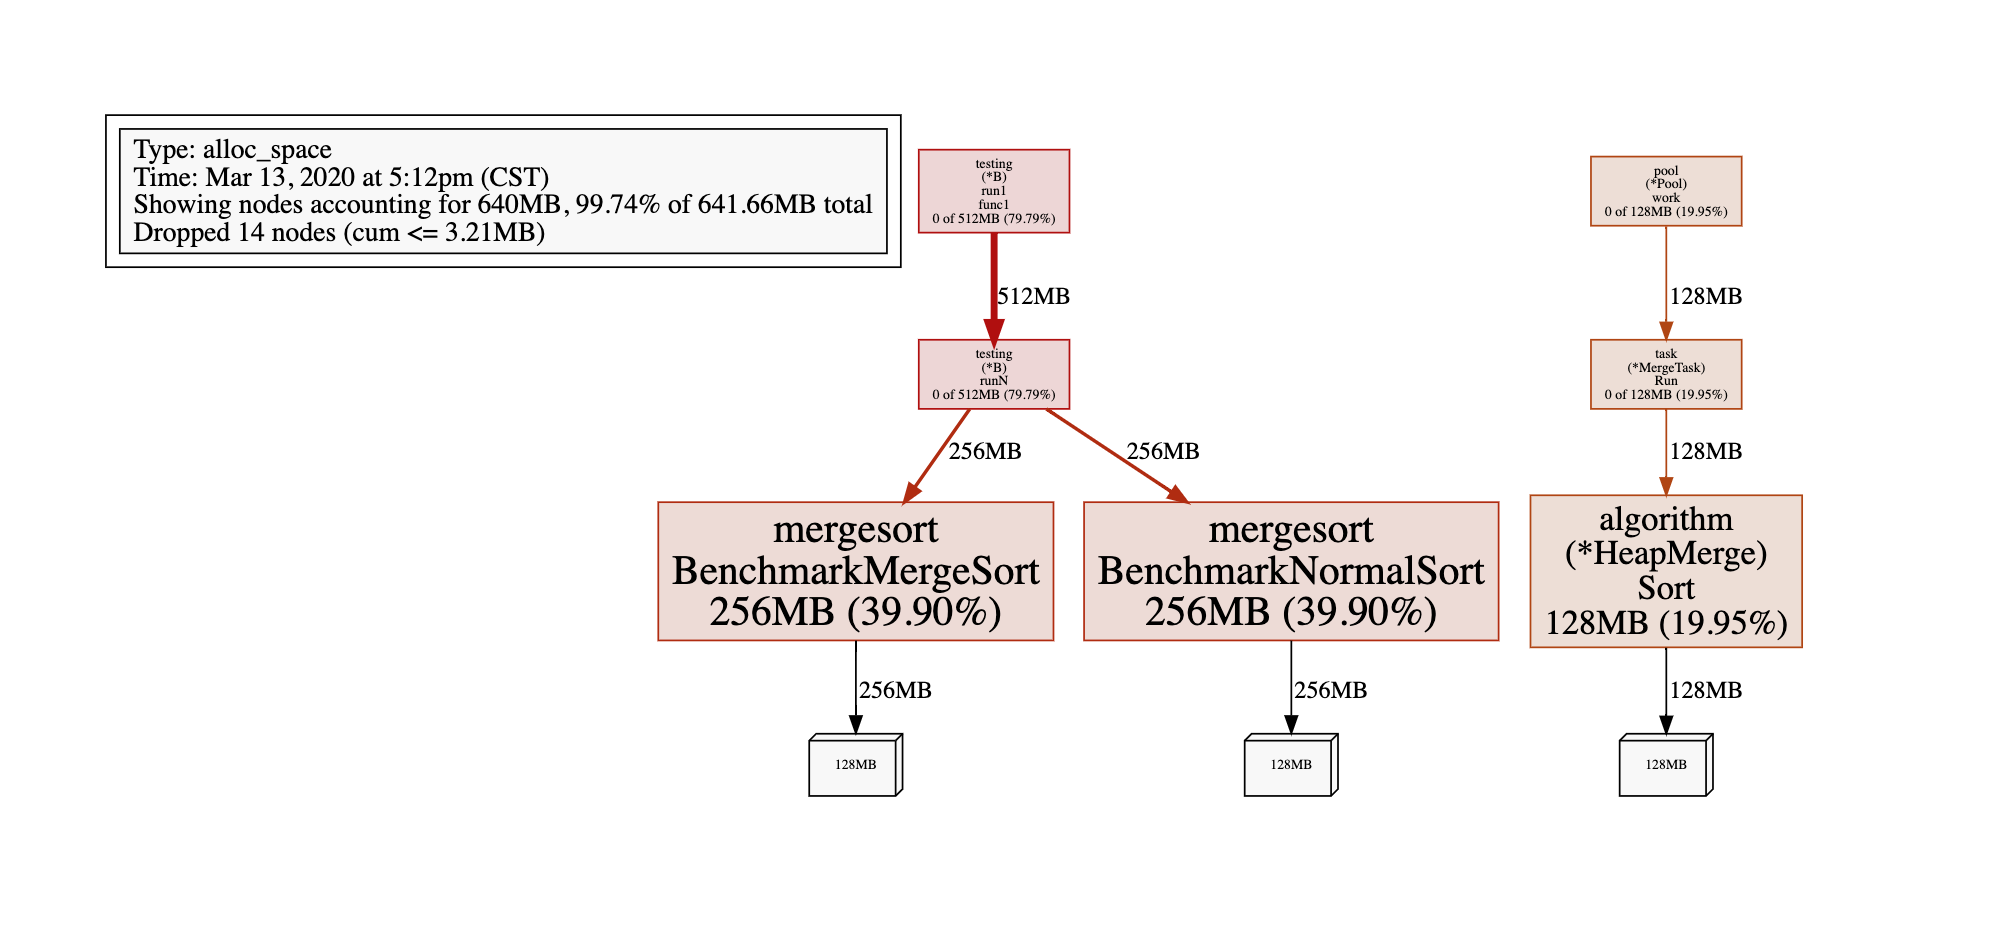 Type: alloc_space
Time: Mar 13, 2020 at 5:12pm (CST)
Showing nodes accounting for 640MB, 99.74% of 641.66MB total
Dropped 14 nodes (cum <= 3.21MB)
testing
(*B)
run1
func1
0 of 512MB (79.79%)
pool
(*Pool)
work
0 of 128MB (19.95%)
512MB
128MB
testing
(*B)
runN
0 of 512MB (79.79%)
task
(*MergeTask)
Run
0 of 128MB (19.95%)
256MB
256MB
128MB
mergesort
BenchmarkMergeSort
256MB (39.90%)
mergesort
BenchmarkNormalSort
256MB (39.90%)
algorithm
(*HeapMerge)
Sort
128MB (19.95%)
256MB
256MB
128MB
128MB
128MB
128MB